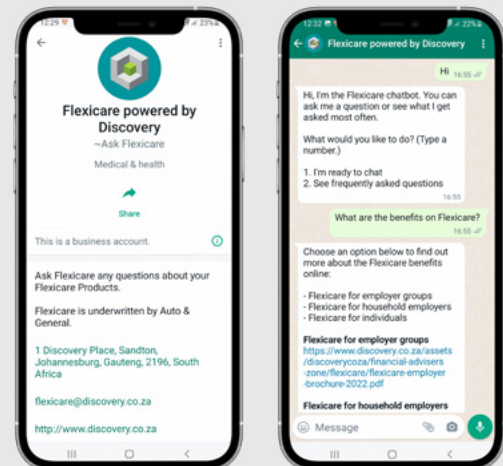 12:29
23%
Flexicare powered by
Discovery
~Ask Flexicare
Medical & health
Share
This is a business account.
Ask Flexicare any questions about your
Flexicare Products.
Flexicare is underwritten by Auto &
General.
1 Discovery Place, Sandton,
Johannesburg, Gauteng, 2196, South
Africa
flexicare@discovery.co.za
http://www.discovery.co.za
12:32
22%
Flexicare powered by Discovery
Hi 16:55
Hi, I'm the Flexicare chatbot. You can
ask me a question or see what I get
asked most often.
What would you like to do? (Type a
number.)
1. I'm ready to chat
2. See frequently asked questions
16:55
What are the benefits on Flexicare?
16:55
Choose an option below to find out
more about the Flexicare benefits
online:
- Flexicare for employer groups
- Flexicare for household employers
- Flexicare for individuals
Flexicare for employer groups
https://www.discovery.co.za/assets
/discoverycoza/financial-advisers
-zone/flexicare/flexicare-employer
-brochure-2022.pdf
Flexicare for household employers
Message